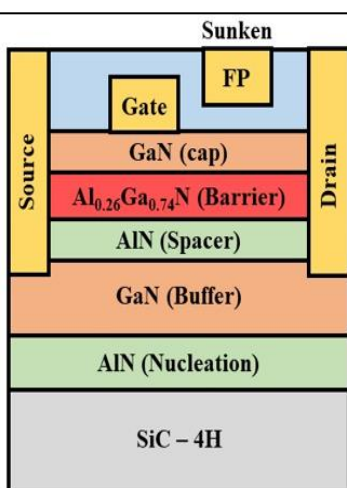 Sunken
FP
Gate
Source
Drain
GaN (cap)
Al₀.₂₆Ga₀.₇₄N (Barrier)
AlN (Spacer)
GaN (Buffer)
AlN (Nucleation)
SiC – 4H